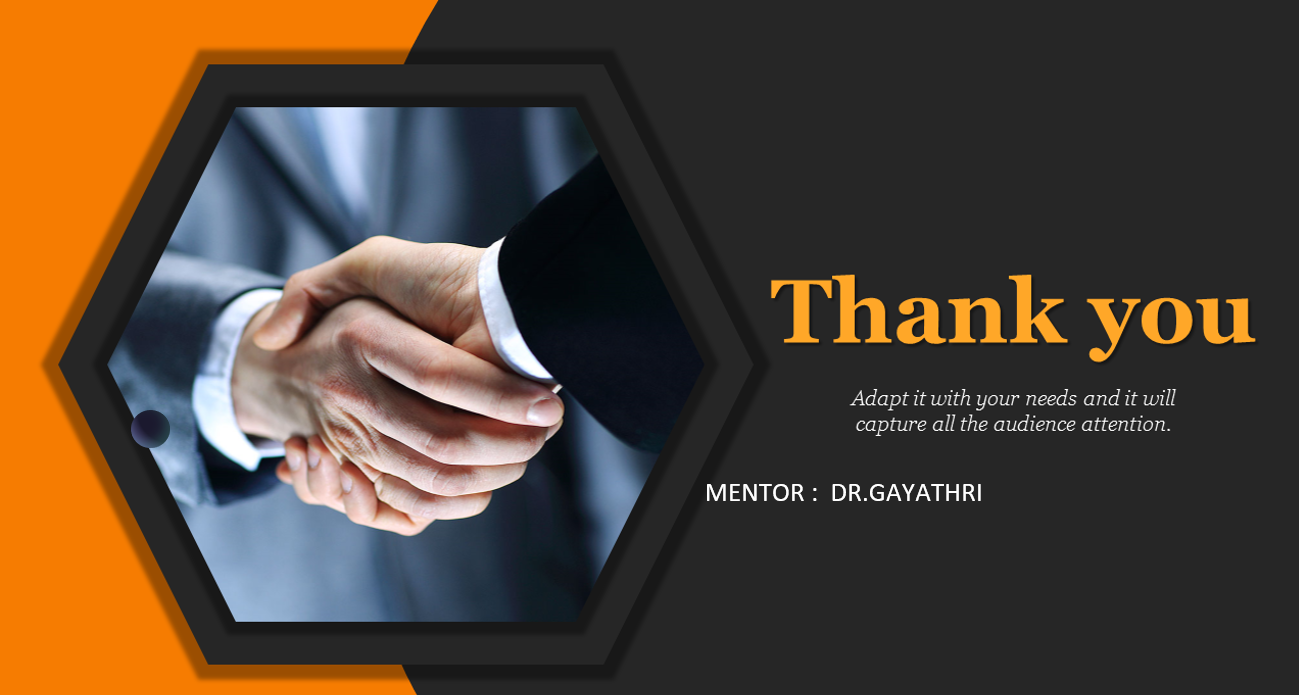 Thank you
Adapt it with your needs and it will
capture all the audience attention.
MENTOR :  DR.GAYATHRI